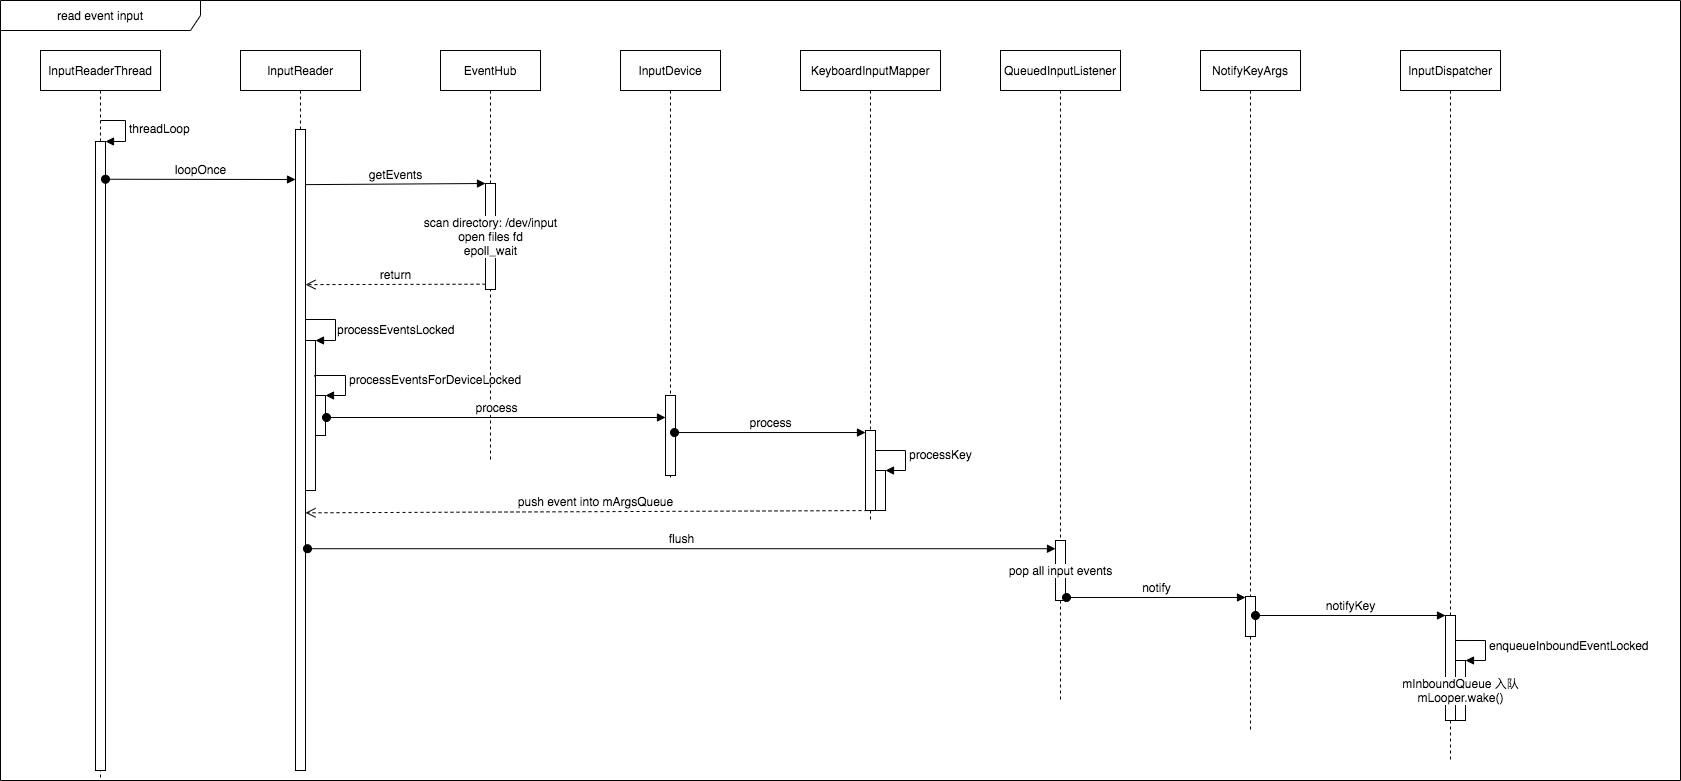 read event input
InputReaderThread
InputReader
EventHub
InputDevice
KeyboardInputMapper
QueuedInputListener
NotifyKeyArgs
InputDispatcher
threadLoop
loopOnce
getEvents
scan directory: /dev/input
open files fd
epoll_wait
return
processEventsLocked
processEventsForDeviceLocked
process
process
processKey
push event into mArgsQueue
flush
pop all input events
notify
notifyKey
enqueueInboundEventLocked
mInboundQueue 入队
mLooper.wake()